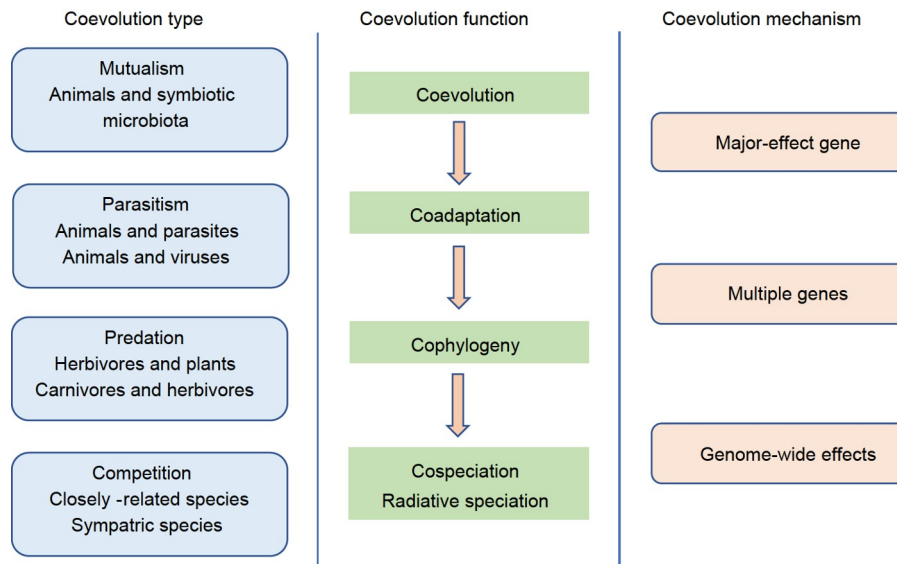 Coevolution type
Mutualism
Animals and symbiotic
microbiota
Parasitism
Animals and parasites
Animals and viruses
Predation
Herbivores and plants
Carnivores and herbivores
Competition
Closely -related species
Sympatric species
Coevolution function
Coevolution
Coadaptation
Cophylogeny
Cospeciation
Radiative speciation
Coevolution mechanism
Major-effect gene
Multiple genes
Genome-wide effects